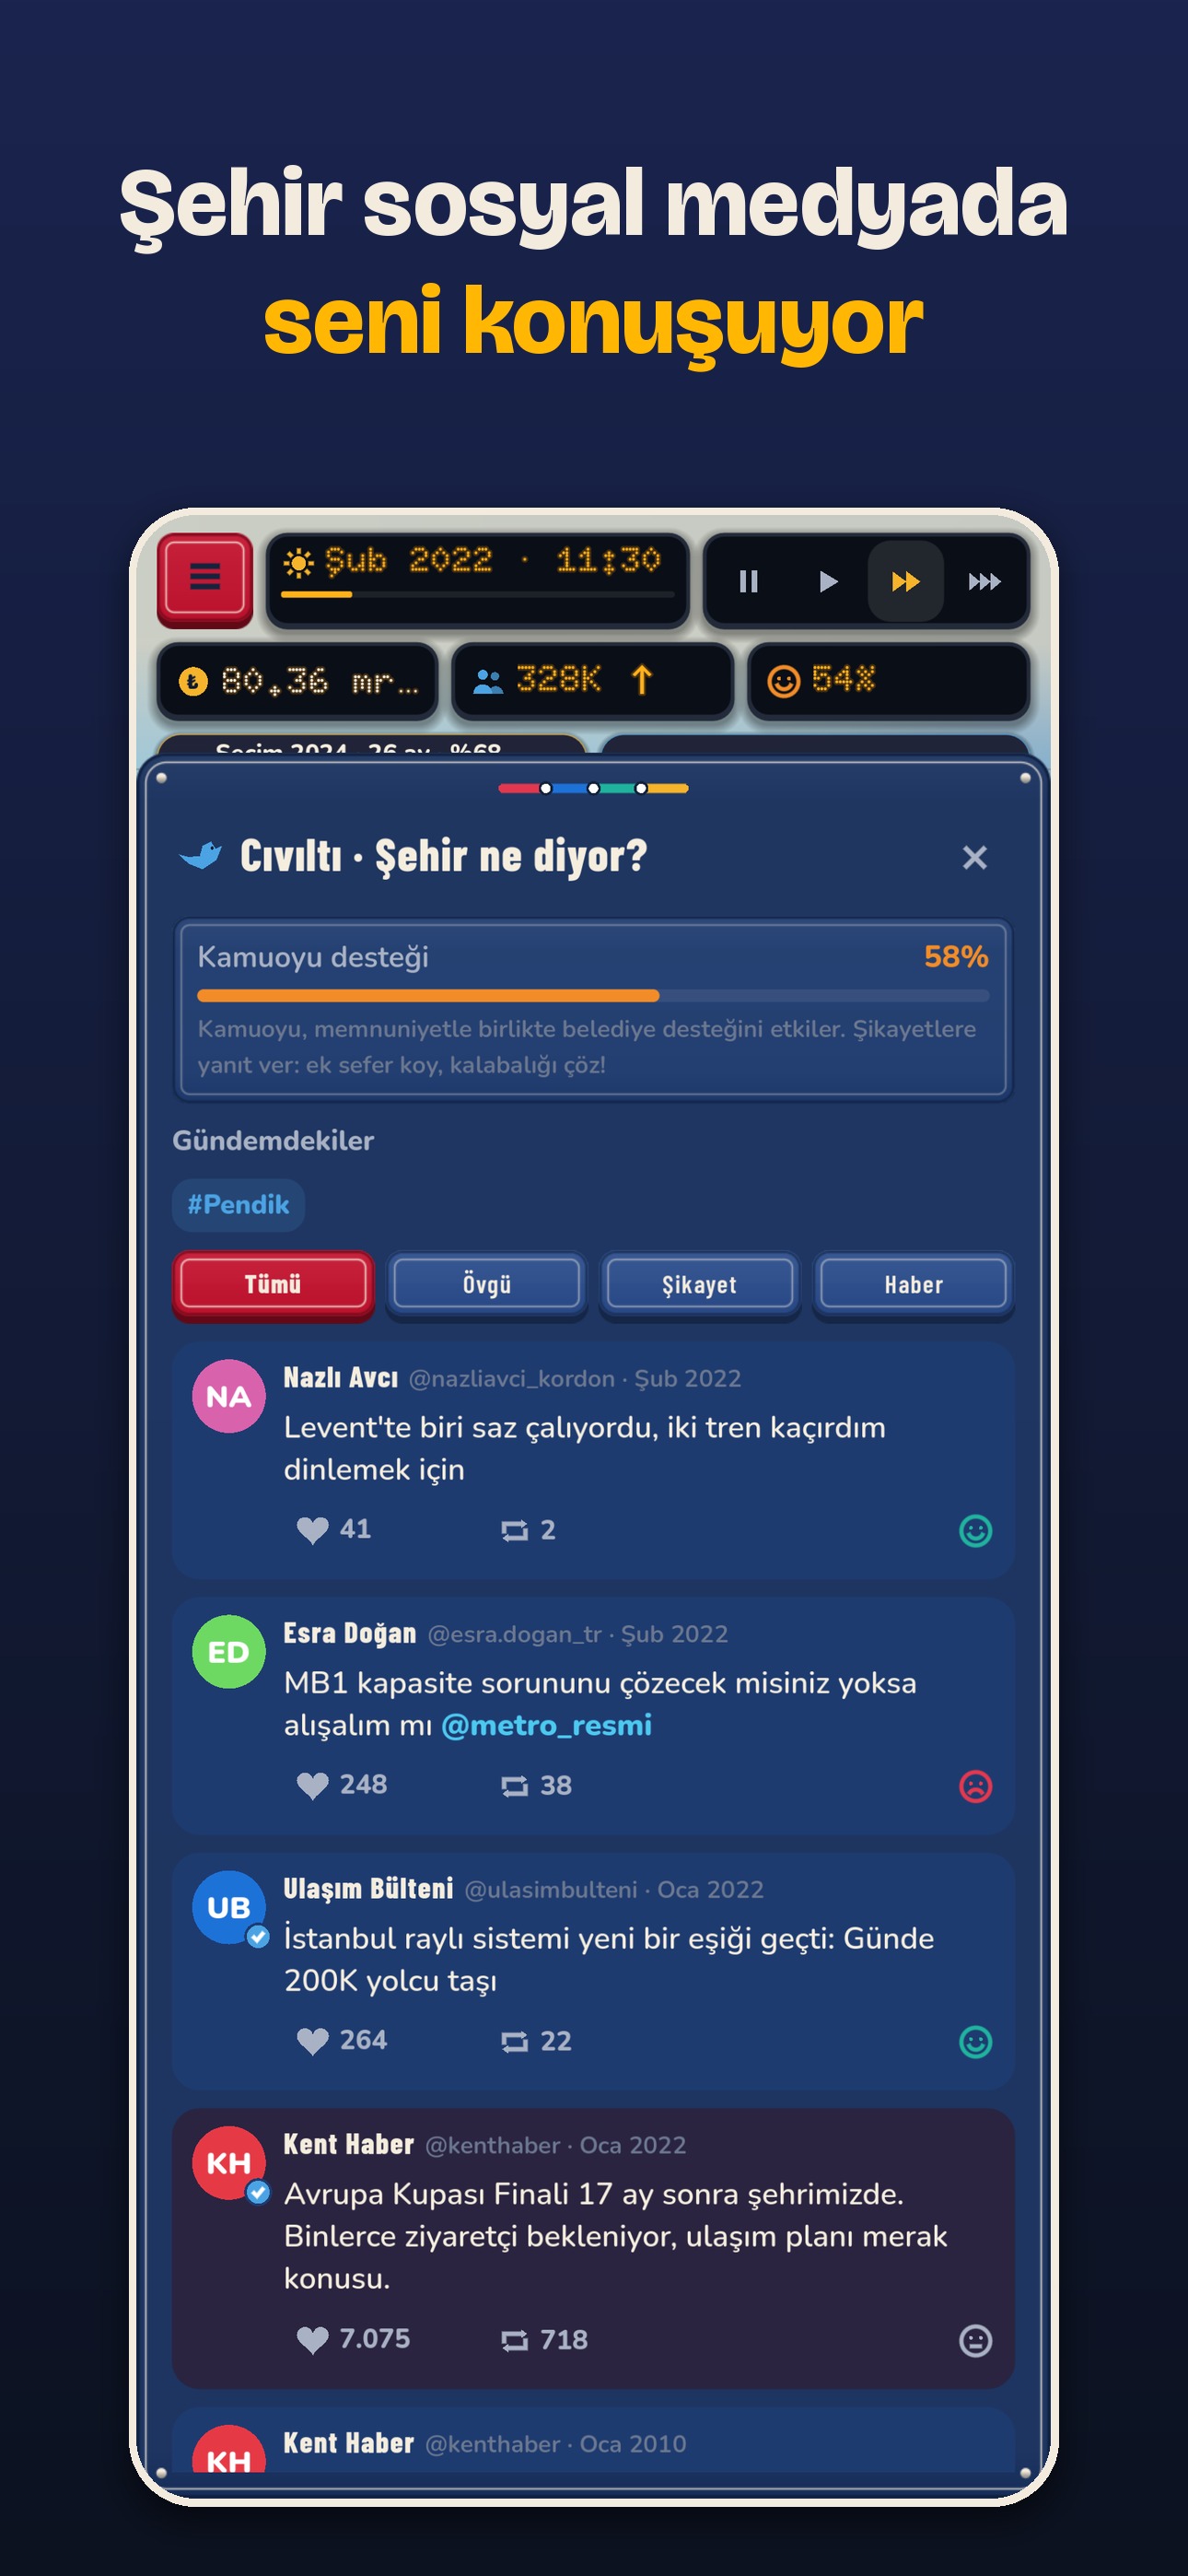 Şehir sosyal medyada
seni konuşuyor
Şub 2022 · 11:30
80,36 mr...
328K ↑
54%
Seçim 2024 · 26 ay · %68
Cıvıltı · Şehir ne diyor?
Kamuoyu desteği 58%
Kamuoyu, memnuniyetle birlikte belediye desteğini etkiler. Şikayetlere
yanıt ver: ek sefer koy, kalabalığı çöz!
Gündemdekiler
#Pendik
Tümü Övgü Şikayet Haber
NA
Nazlı Avcı @nazliavci_kordon · Şub 2022
Levent'te biri saz çalıyordu, iki tren kaçırdım
dinlemek için
41 2
ED
Esra Doğan @esra.dogan_tr · Şub 2022
MB1 kapasite sorununu çözecek misiniz yoksa
alışalım mı @metro_resmi
248 38
UB
Ulaşım Bülteni @ulasimbulteni · Oca 2022
İstanbul raylı sistemi yeni bir eşiği geçti: Günde
200K yolcu taşı
264 22
KH
Kent Haber @kenthaber · Oca 2022
Avrupa Kupası Finali 17 ay sonra şehrimizde.
Binlerce ziyaretçi bekleniyor, ulaşım planı merak
konusu.
7.075 718
KH
Kent Haber @kenthaber · Oca 2010